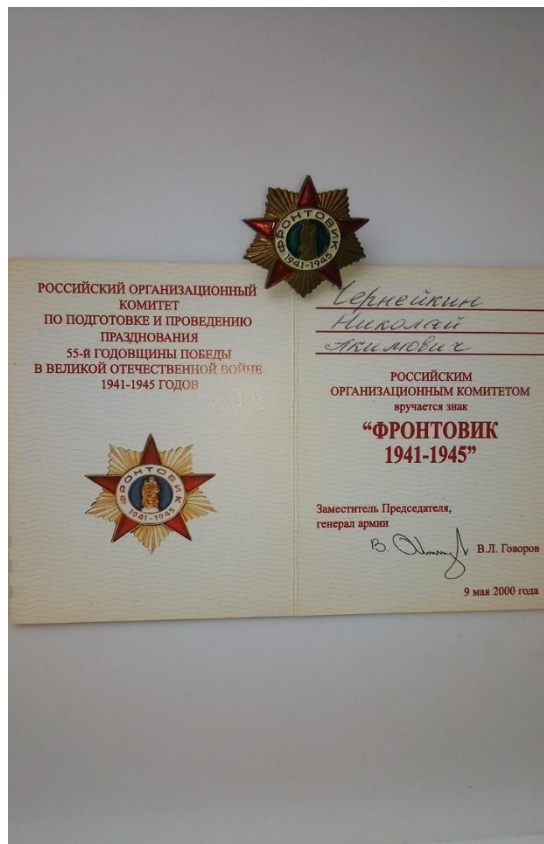 ФРОНТОВИК
1941-1945
РОССИЙСКИЙ ОРГАНИЗАЦИОННЫЙ
КОМИТЕТ
ПО ПОДГОТОВКЕ И ПРОВЕДЕНИЮ
ПРАЗДНОВАНИЯ
55-й ГОДОВЩИНЫ ПОБЕДЫ
В ВЕЛИКОЙ ОТЕЧЕСТВЕННОЙ ВОЙНЕ
1941-1945 ГОДОВ
ФРОНТОВИК
1941-1945
Чернейкин
Николай
Якимович
РОССИЙСКИМ
ОРГАНИЗАЦИОННЫМ КОМИТЕТОМ
вручается знак
“ФРОНТОВИК
1941-1945”
Заместитель Председателя,
генерал армии
В.Л. Говоров
9 мая 2000 года